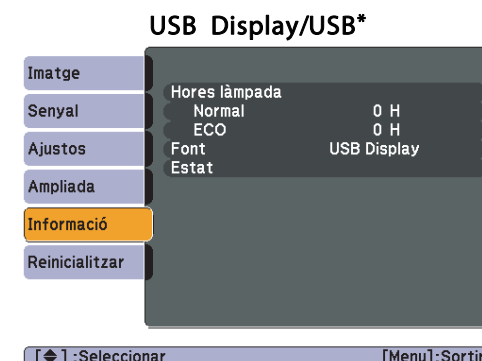 USB Display/USB*
Imatge
Senyal
Ajustos
Ampliada
Informació
Reinicialitzar
Hores làmpada
Normal 0 H
ECO 0 H
Font USB Display
Estat
[◆] :Seleccionar [Menu]:Sortir